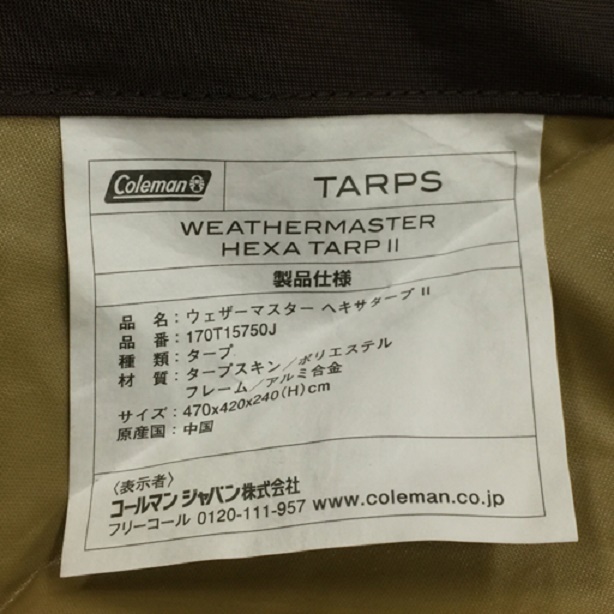 Coleman
TARPS
WEATHERMASTER
HEXA TARP II
製品仕様
品 名：ウェザーマスター ヘキサタープ II
品 番：170T15750J
種 類：タープ
材 質：タープスキン／ポリエステル
フレーム／アルミ合金
サイズ：470x420x240(H)cm
原産国：中国
〈表示者〉
コールマン ジャパン株式会社
フリーコール 0120-111-957 www.coleman.co.jp